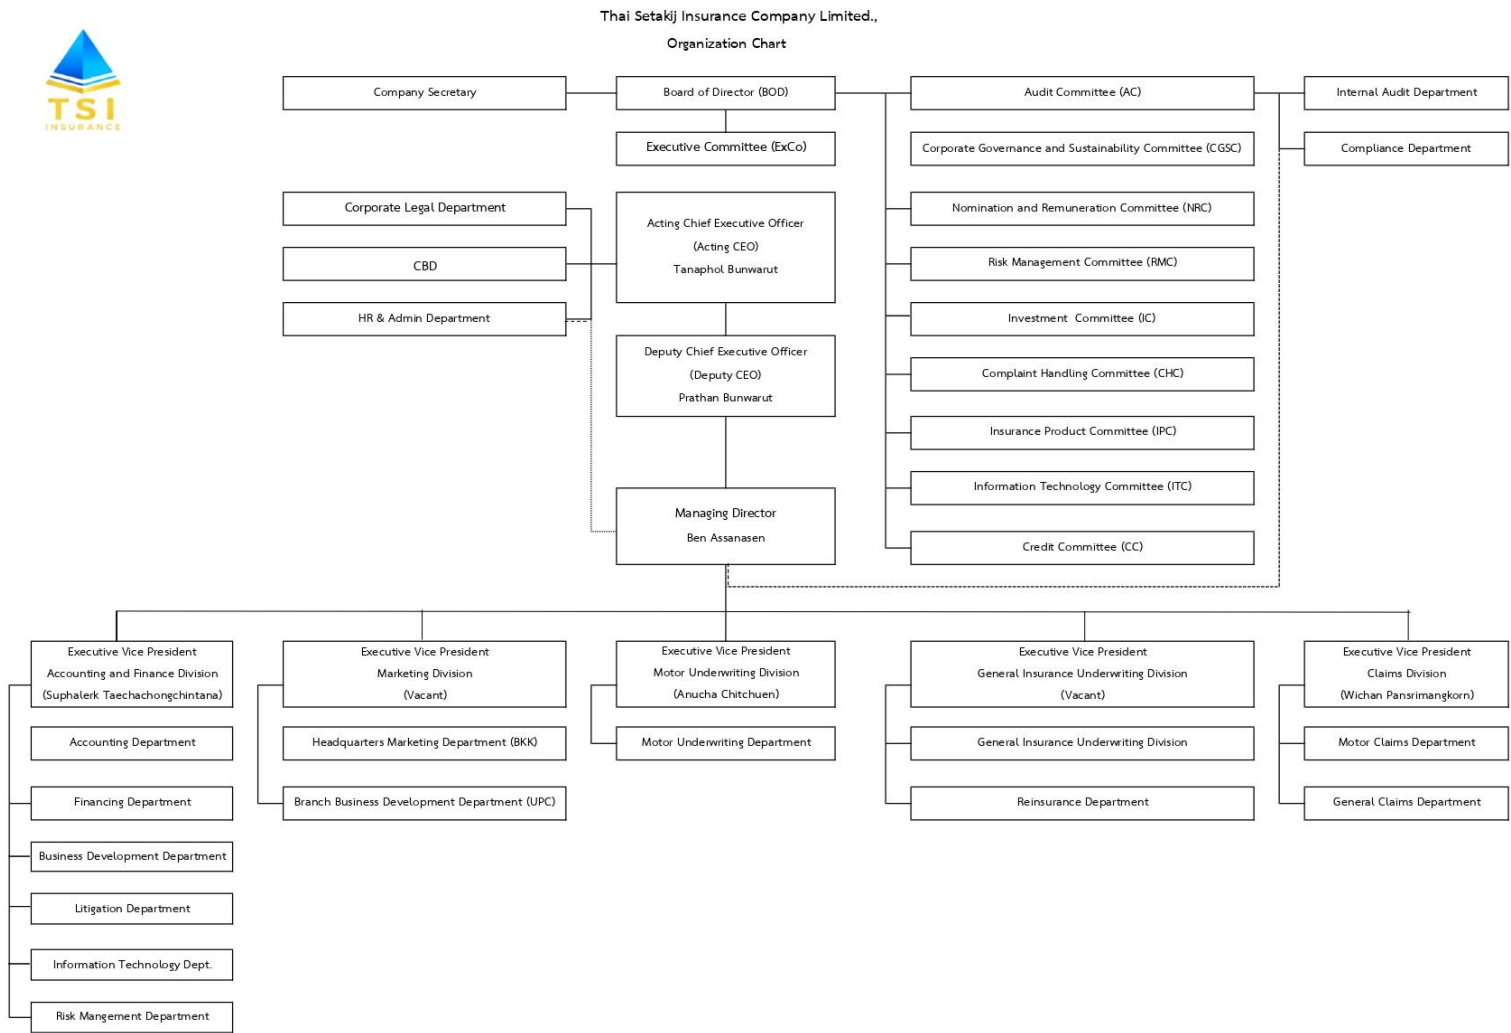 Thai Setakij Insurance Company Limited.,
Organization Chart
TSI
INSURANCE
Company Secretary
Board of Director (BOD)
Audit Committee (AC)
Internal Audit Department
Executive Committee (ExCo)
Corporate Governance and Sustainability Committee (CGSC)
Compliance Department
Corporate Legal Department
CBD
HR & Admin Department
Acting Chief Executive Officer
(Acting CEO)
Tanaphol Bunwarut
Nomination and Remuneration Committee (NRC)
Risk Management Committee (RMC)
Investment  Committee (IC)
Deputy Chief Executive Officer
(Deputy CEO)
Prathan Bunwarut
Complaint Handling Committee (CHC)
Insurance Product Committee (IPC)
Information Technology Committee (ITC)
Managing Director
Ben Assanasen
Credit Committee (CC)
Executive Vice President
Accounting and Finance Division
(Suphalerk Taechachongchintana)
Accounting Department
Financing Department
Business Development Department
Litigation Department
Information Technology Dept.
Risk Mangement Department
Executive Vice President
Marketing Division
(Vacant)
Headquarters Marketing Department (BKK)
Branch Business Development Department (UPC)
Executive Vice President
Motor Underwriting Division
(Anucha Chitchuen)
Motor Underwriting Department
Executive Vice President
General Insurance Underwriting Division
(Vacant)
General Insurance Underwriting Division
Reinsurance Department
Executive Vice President
Claims Division
(Wichan Pansrimangkorn)
Motor Claims Department
General Claims Department